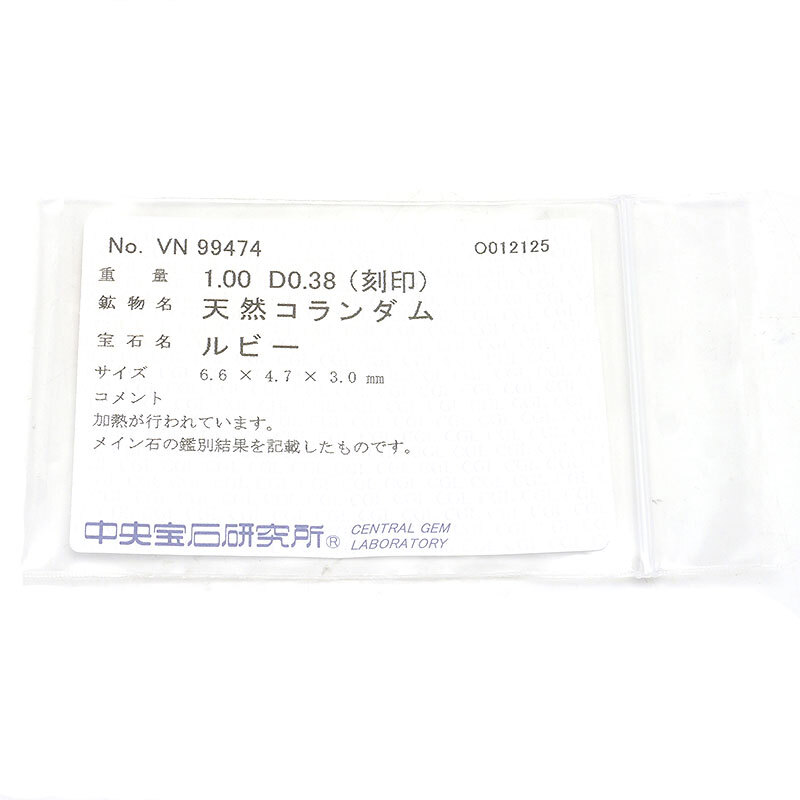 No. VN 99474 O012125
重量 1.00 D0.38（刻印）
鉱物名 天然コランダム
宝石名 ルビー
サイズ 6.6 × 4.7 × 3.0 mm
コメント
加熱が行われています。
メイン石の鑑別結果を記載したものです。
中央宝石研究所® CENTRAL GEM
LABORATORY